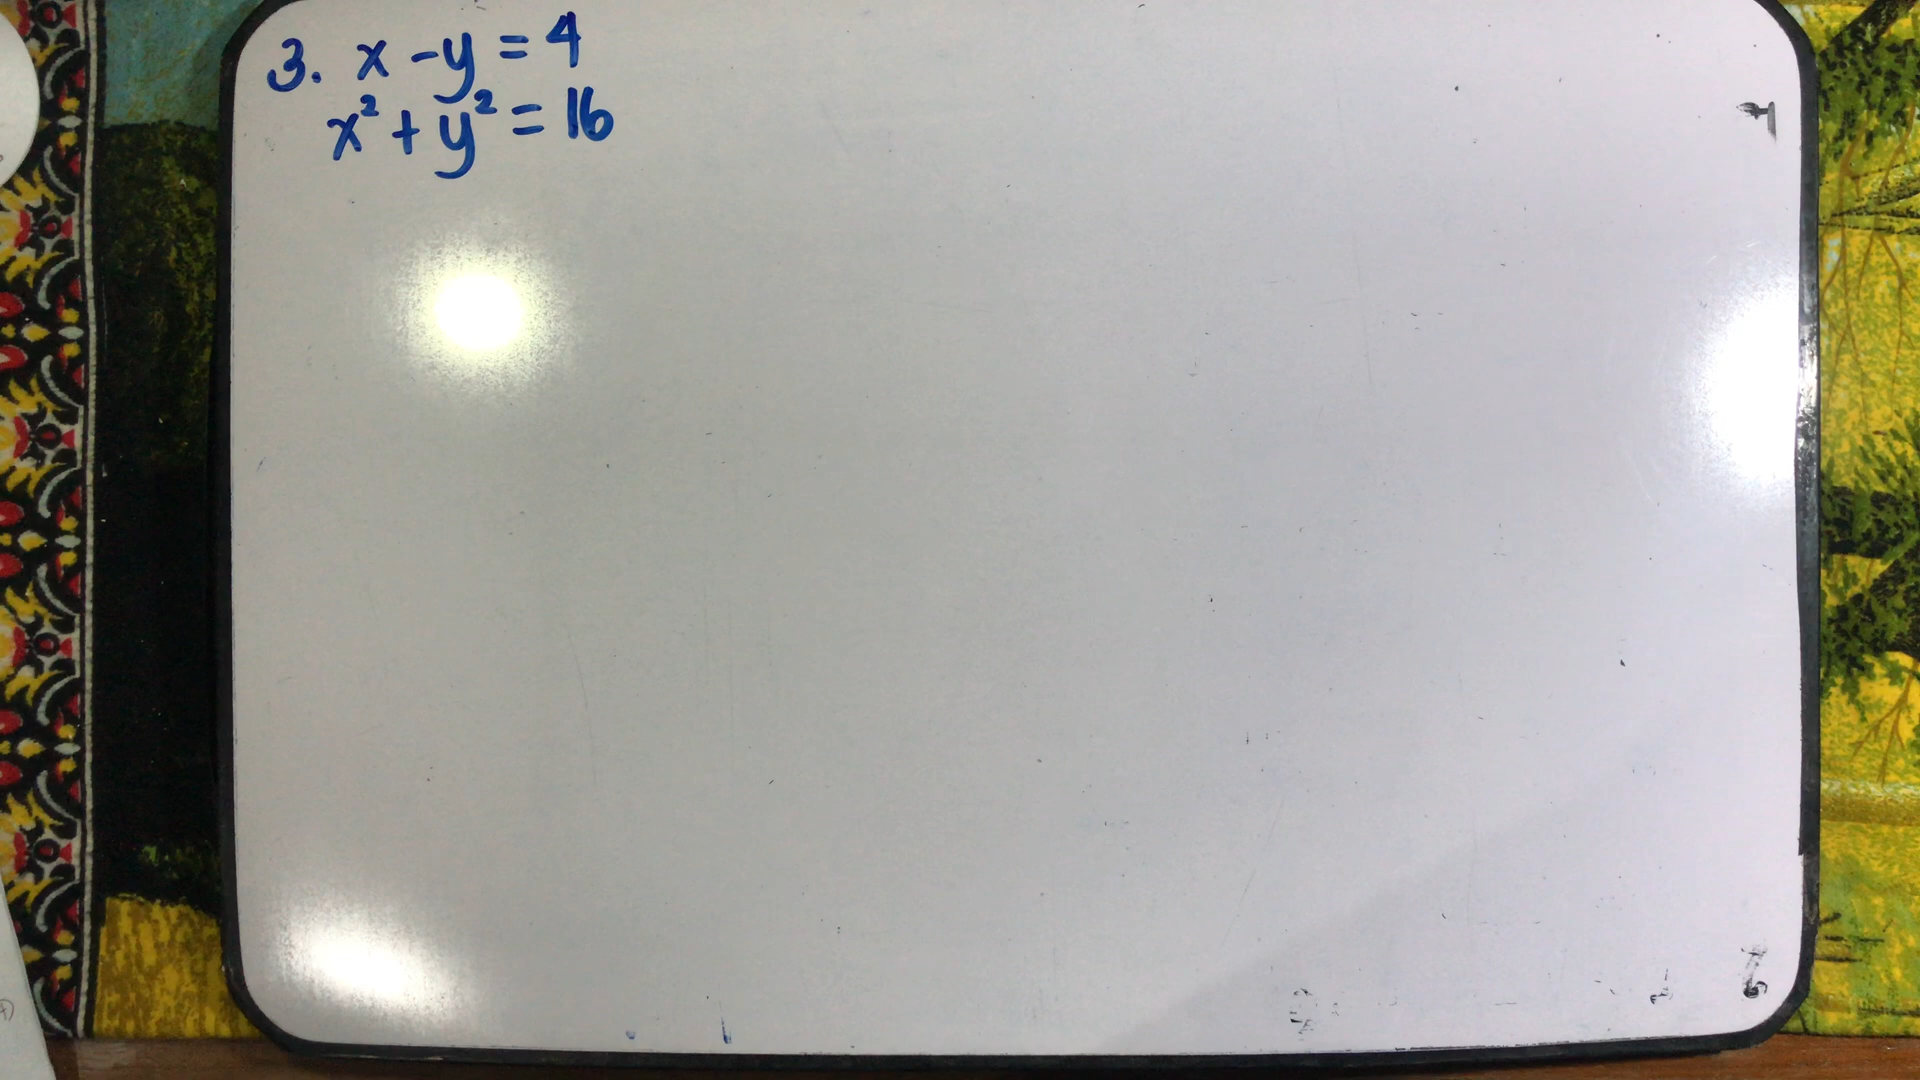 3. x - y = 4
x² + y² = 16